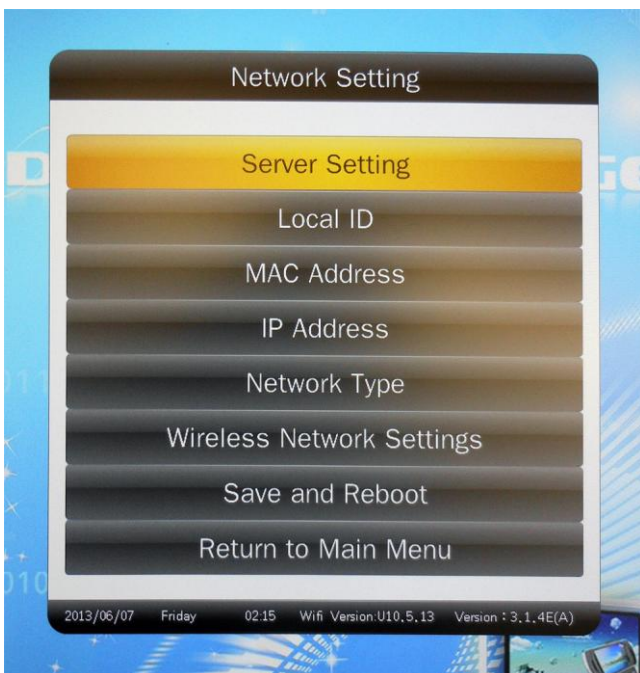 Network Setting
Server Setting
Local ID
MAC Address
IP Address
Network Type
Wireless Network Settings
Save and Reboot
Return to Main Menu
2013/06/07 Friday 02:15 Wifi Version:U10.5.13 Version : 3.1.4E(A)